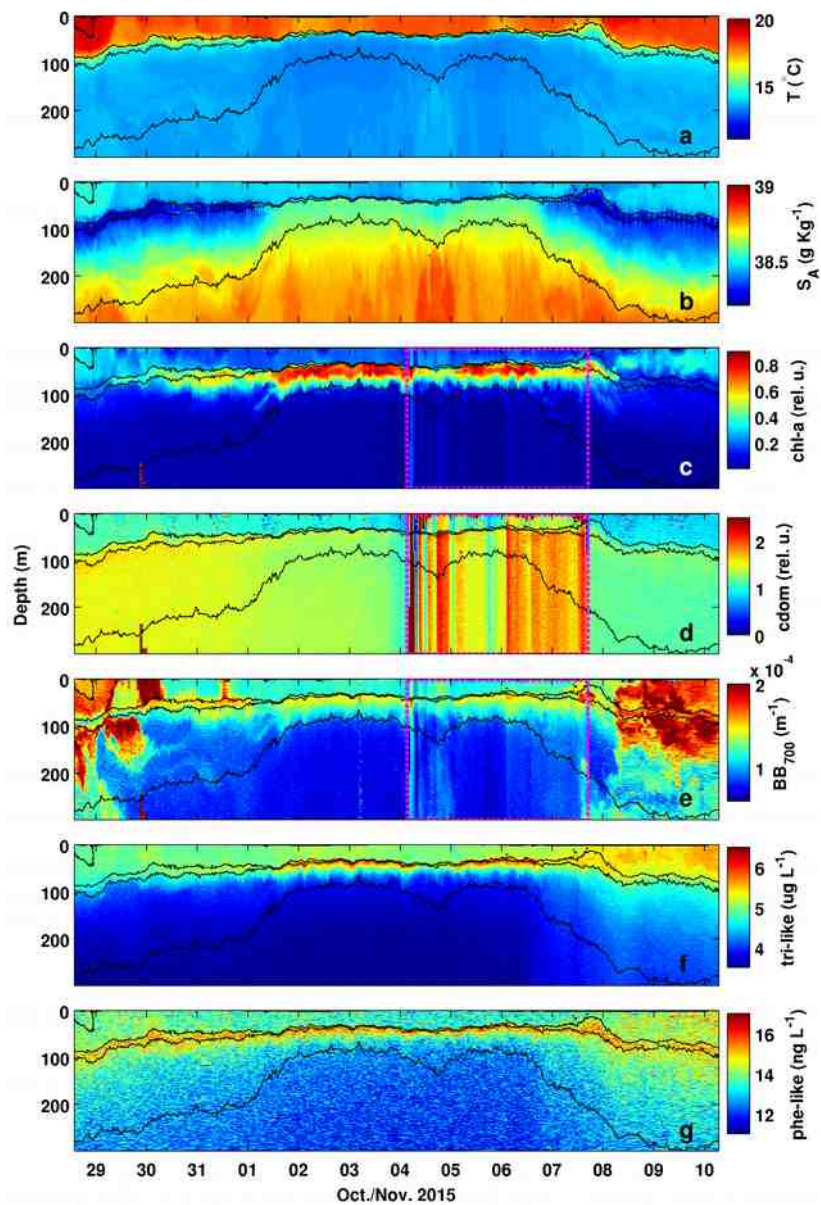 0
100
200
a
20
15
T (°C)
0
100
200
b
39
38.5
S_A (g Kg⁻¹)
0
100
200
c
0.8
0.6
0.4
0.2
chl-a (rel. u.)
Depth (m)
0
100
200
d
2
1
0
cdom (rel. u.)
0
100
200
e
x 10⁻
2
1
BB₇₀₀ (m⁻¹)
0
100
200
f
6
5
4
tri-like (ug L⁻¹)
0
100
200
g
16
14
12
phe-like (ng L⁻¹)
29 30 31 01 02 03 04 05 06 07 08 09 10
Oct./Nov. 2015